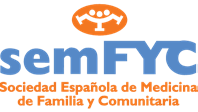 semFYC
Sociedad Española de Medicina
de Familia y Comunitaria